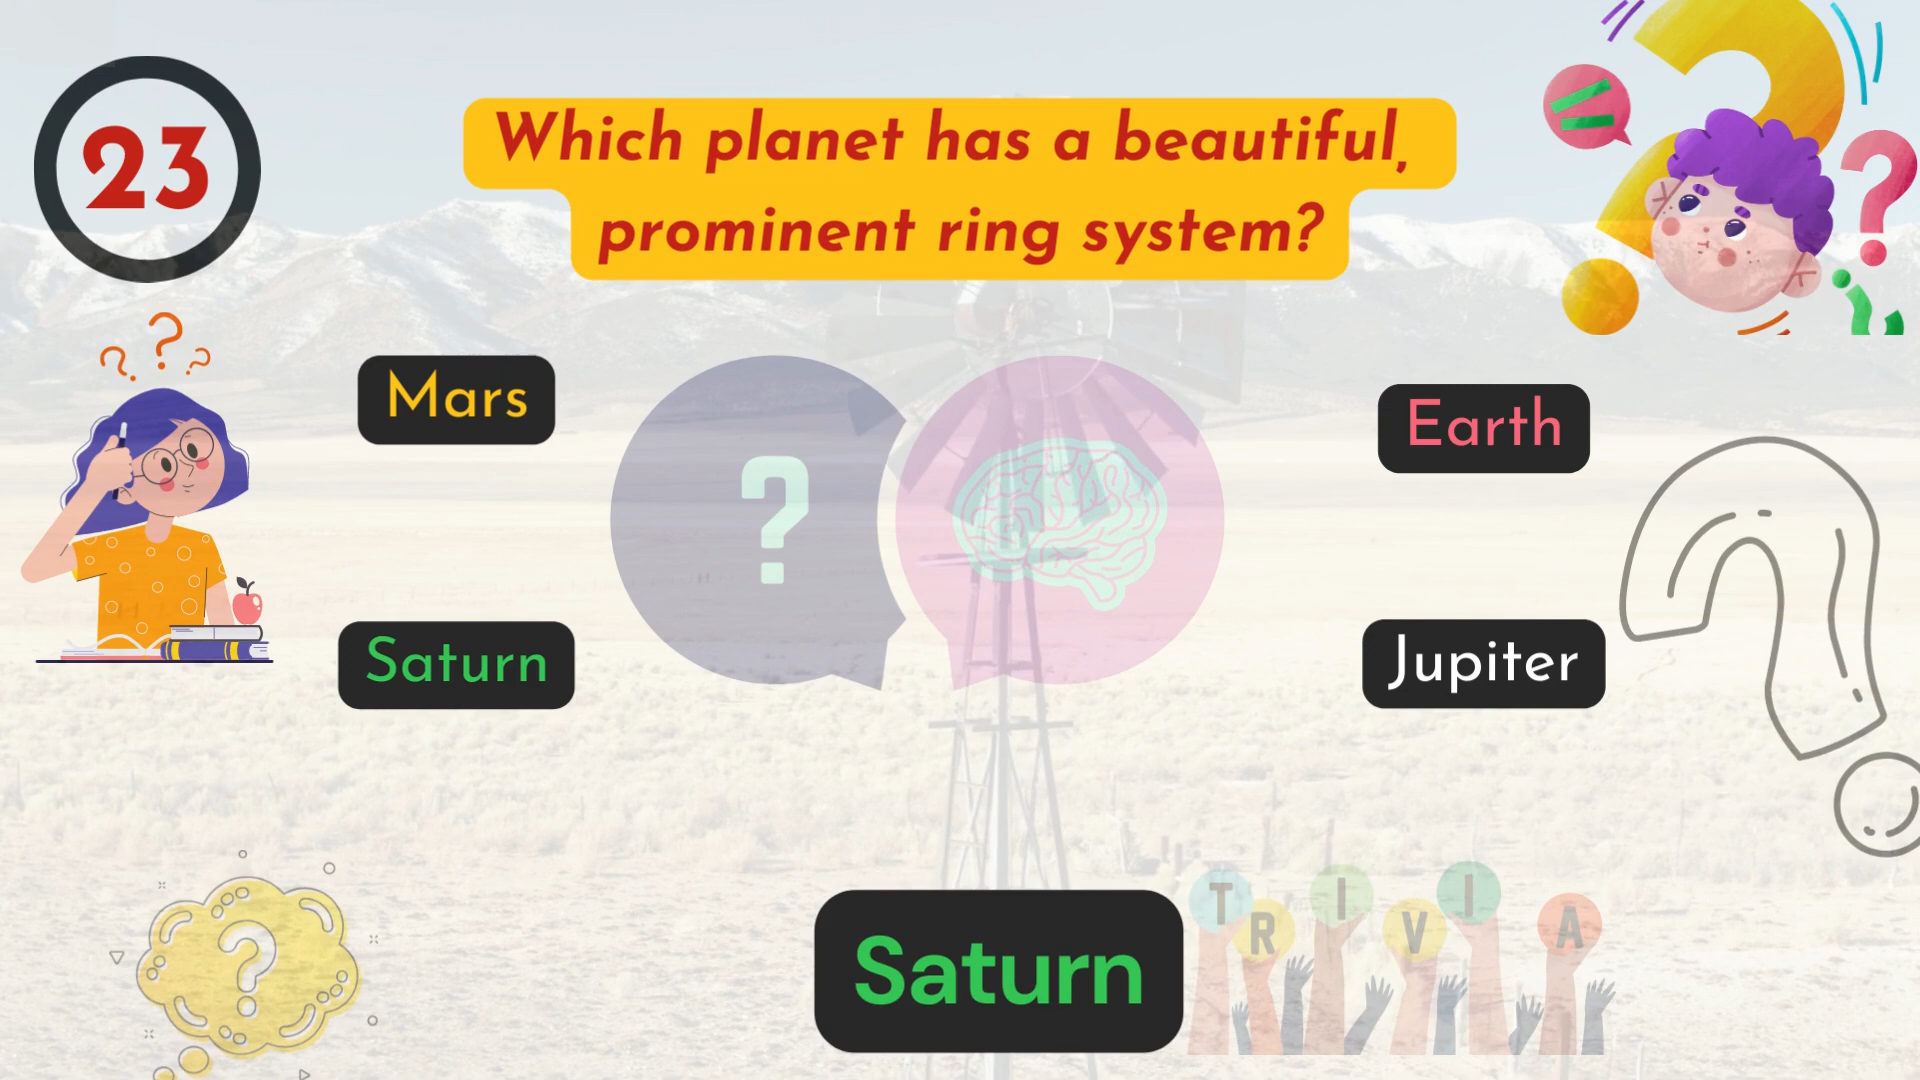 23
Which planet has a beautiful,
prominent ring system?
Mars
Earth
Saturn
Jupiter
Saturn
TRIVIA